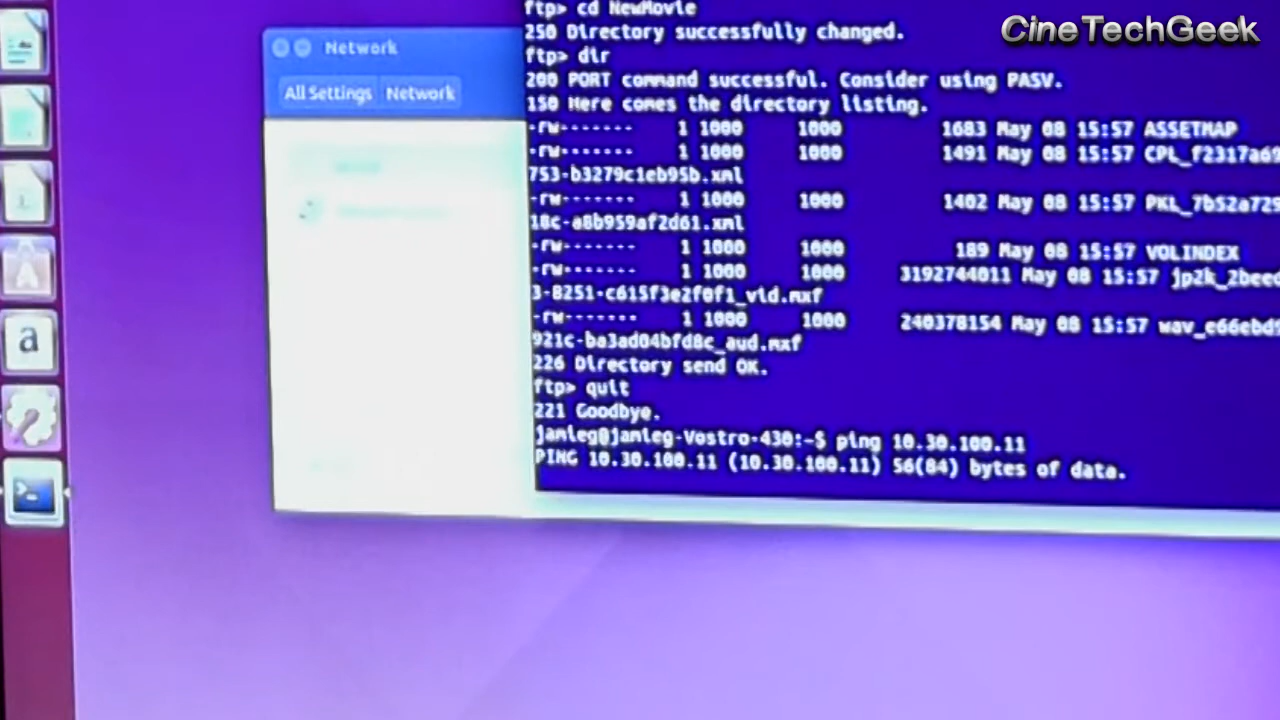 CineTechGeek
Network
All Settings Network
ftp> cd NewMovie
250 Directory successfully changed.
ftp> dir
200 PORT command successful. Consider using PASV.
150 Here comes the directory listing.
-rw------- 1 1000 1000 1683 May 08 15:57 ASSETMAP
-rw------- 1 1000 1000 1491 May 08 15:57 CPL_f2317a69
753-b3279c1eb95b.xml
-rw------- 1 1000 1000 1402 May 08 15:57 PKL_7b52a729
18c-a8b959af2d61.xml
-rw------- 1 1000 1000 189 May 08 15:57 VOLINDEX
-rw------- 1 1000 1000 3192744011 May 08 15:57 jp2k_2beed
3-8251-c615f3e2f0f1_vid.mxf
-rw------- 1 1000 1000 240378154 May 08 15:57 wav_e66ebd
921c-ba3ad04bfd8c_aud.mxf
226 Directory send OK.
ftp> quit
221 Goodbye.
jamieg@jamieg-Vostro-430:~$ ping 10.30.100.11
PING 10.30.100.11 (10.30.100.11) 56(84) bytes of data.
a